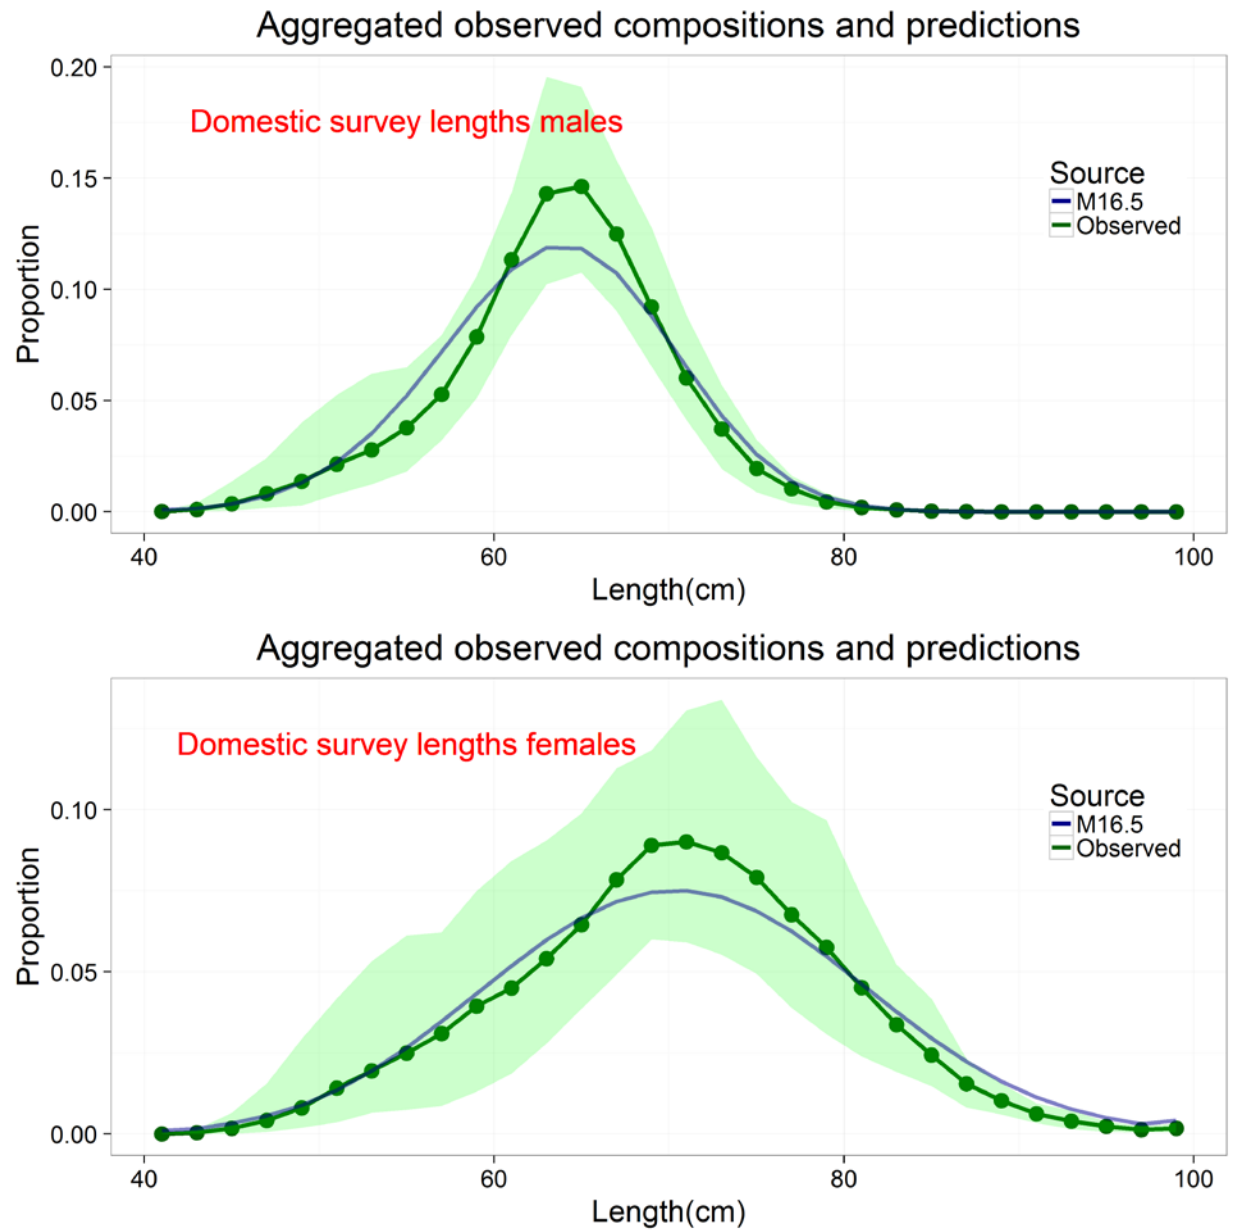 Aggregated observed compositions and predictions
0.20
Domestic survey lengths males
0.15
Source
M16.5
Observed
Proportion
0.10
0.05
0.00
40
60
80
100
Length(cm)
Aggregated observed compositions and predictions
Domestic survey lengths females
0.10
Source
M16.5
Observed
Proportion
0.05
0.00
40
60
80
100
Length(cm)